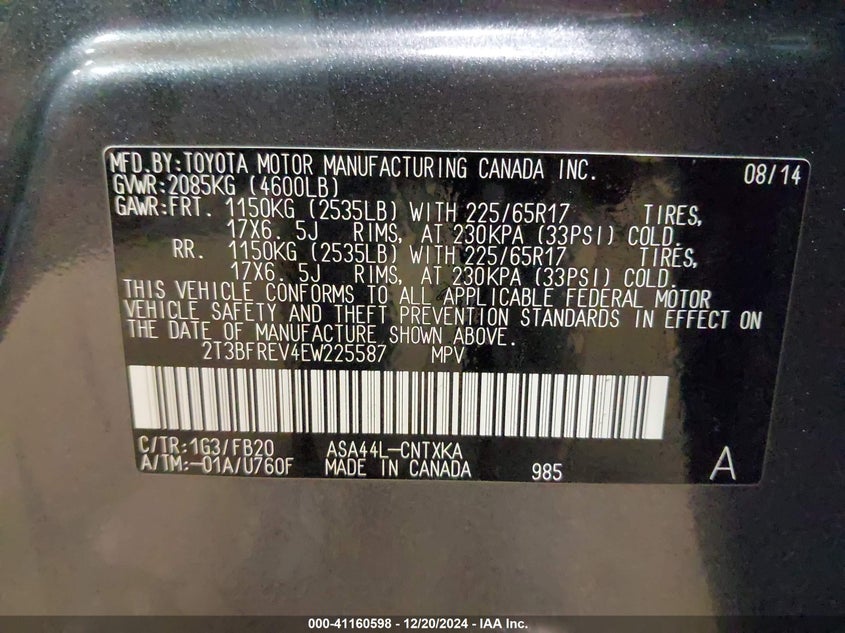 MFD.BY:TOYOTA MOTOR MANUFACTURING CANADA INC. 08/14
GVWR:2085KG (4600LB)
GAWR:FRT. 1150KG (2535LB) WITH 225/65R17 TIRES,
17X6. 5J RIMS, AT 230KPA (33PSI) COLD.
RR. 1150KG (2535LB) WITH 225/65R17 TIRES,
17X6. 5J RIMS, AT 230KPA (33PSI) COLD.
THIS VEHICLE CONFORMS TO ALL APPLICABLE FEDERAL MOTOR
VEHICLE SAFETY AND THEFT PREVENTION STANDARDS IN EFFECT ON
THE DATE OF MANUFACTURE SHOWN ABOVE.
2T3BFREV4EW225587 MPV
C/TR:1G3/FB20 ASA44L-CNTXKA
A/TM:-01A/U760F MADE IN CANADA 985 A
000-41160598 - 12/20/2024 - IAA Inc.